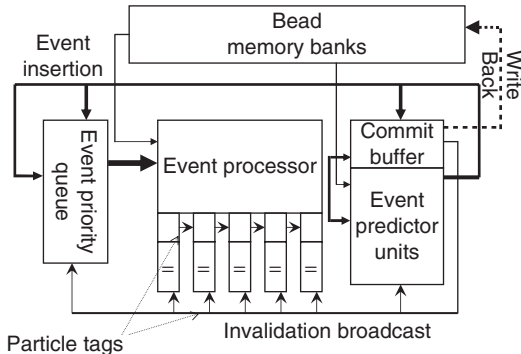 Bead
memory banks
Event
insertion
Write
Back
Event priority
queue
Event processor
Commit
buffer
Event
predictor
units
= = = = =
Particle tags
Invalidation broadcast